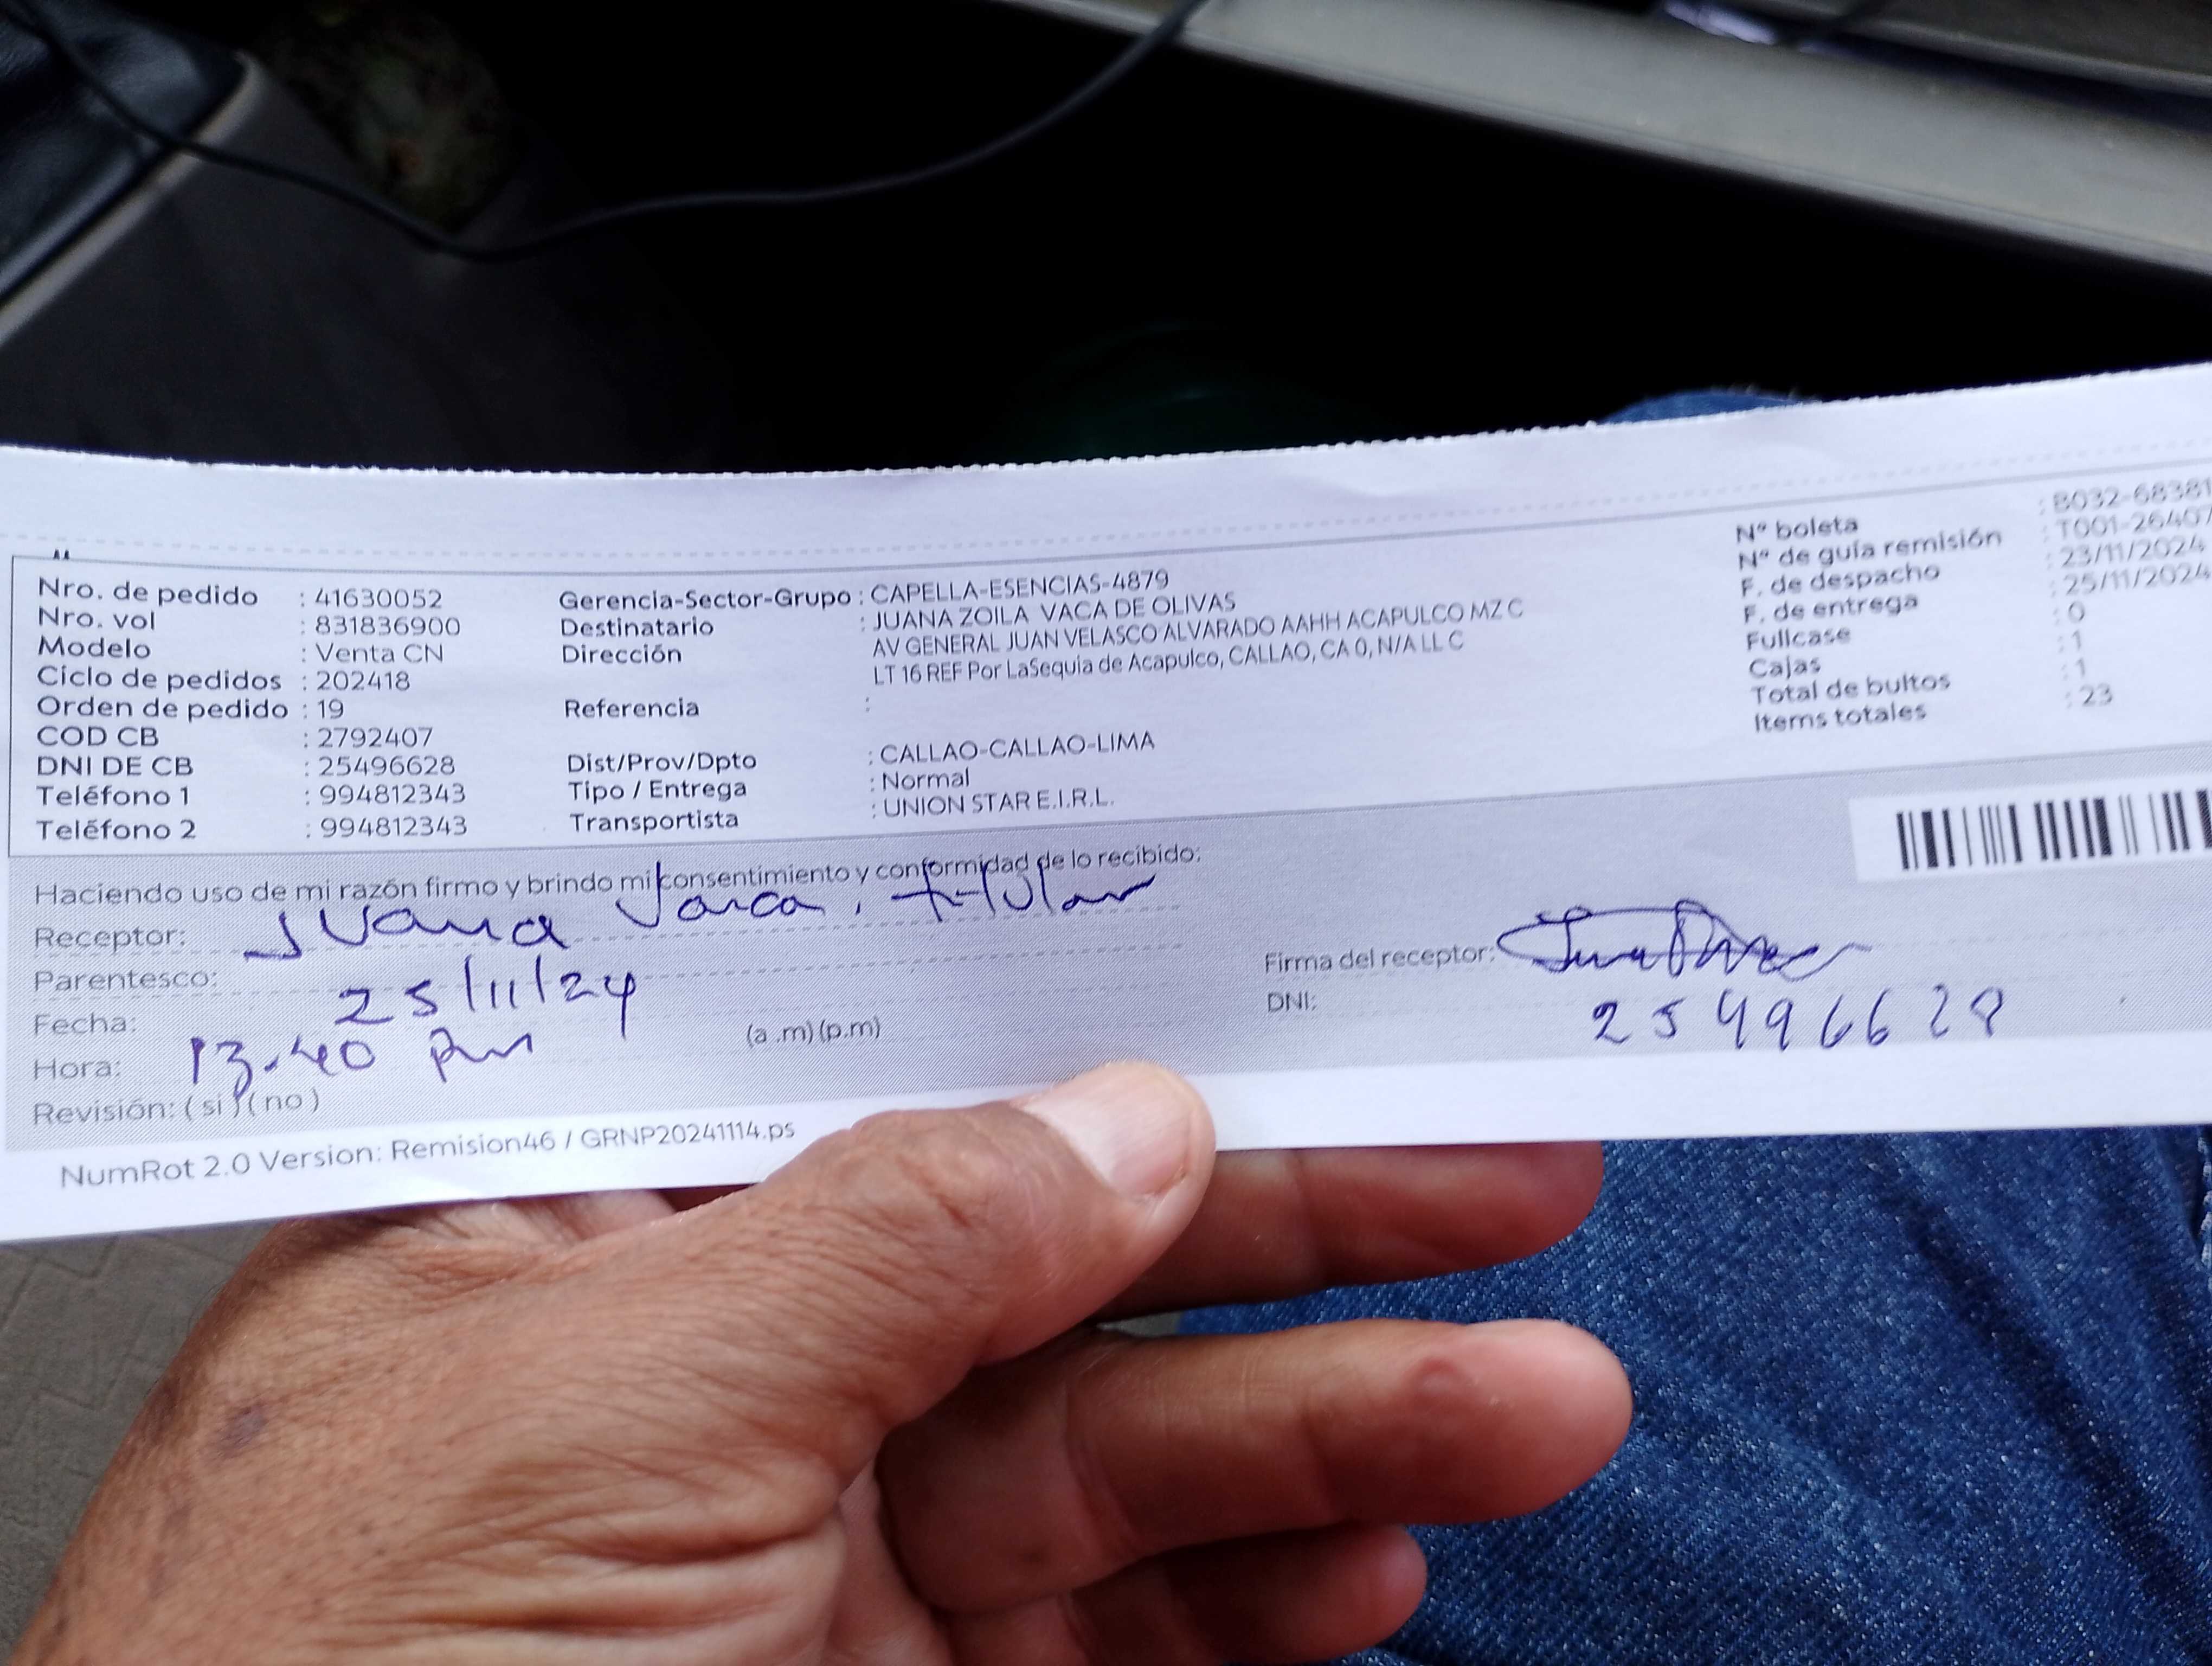 Nro. de pedido : 41630052
Nro. vol : 831836900
Modelo : Venta CN
Ciclo de pedidos : 202418
Orden de pedido : 19
COD CB : 2792407
DNI DE CB : 25496628
Teléfono 1 : 994812343
Teléfono 2 : 994812343
Gerencia-Sector-Grupo : CAPELLA-ESENCIAS-4879
Destinatario : JUANA ZOILA VACA DE OLIVAS
Dirección AV GENERAL JUAN VELASCO ALVARADO AAHH ACAPULCO MZ C
LT 16 REF Por LaSequia de Acapulco, CALLAO, CA 0, N/A LL C
Referencia :
Dist/Prov/Dpto : CALLAO-CALLAO-LIMA
Tipo / Entrega : Normal
Transportista : UNION STAR E.I.R.L.
N° boleta : B032-68381
N° de guía remisión : T001-26407
F. de despacho : 23/11/2024
F. de entrega : 25/11/2024
Fullcase : 0
Cajas : 1
Total de bultos : 1
Items totales : 23
Haciendo uso de mi razón firmo y brindo mi consentimiento y conformidad de lo recibido:
Receptor: Juana Vaca, titular
Parentesco:
Fecha: 25/11/24
Hora: 13.40 pm (a .m) (p.m)
Revisión: ( si ) ( no )
Firma del receptor:
DNI: 25496628
NumRot 2.0 Version: Remision46 / GRNP20241114.ps